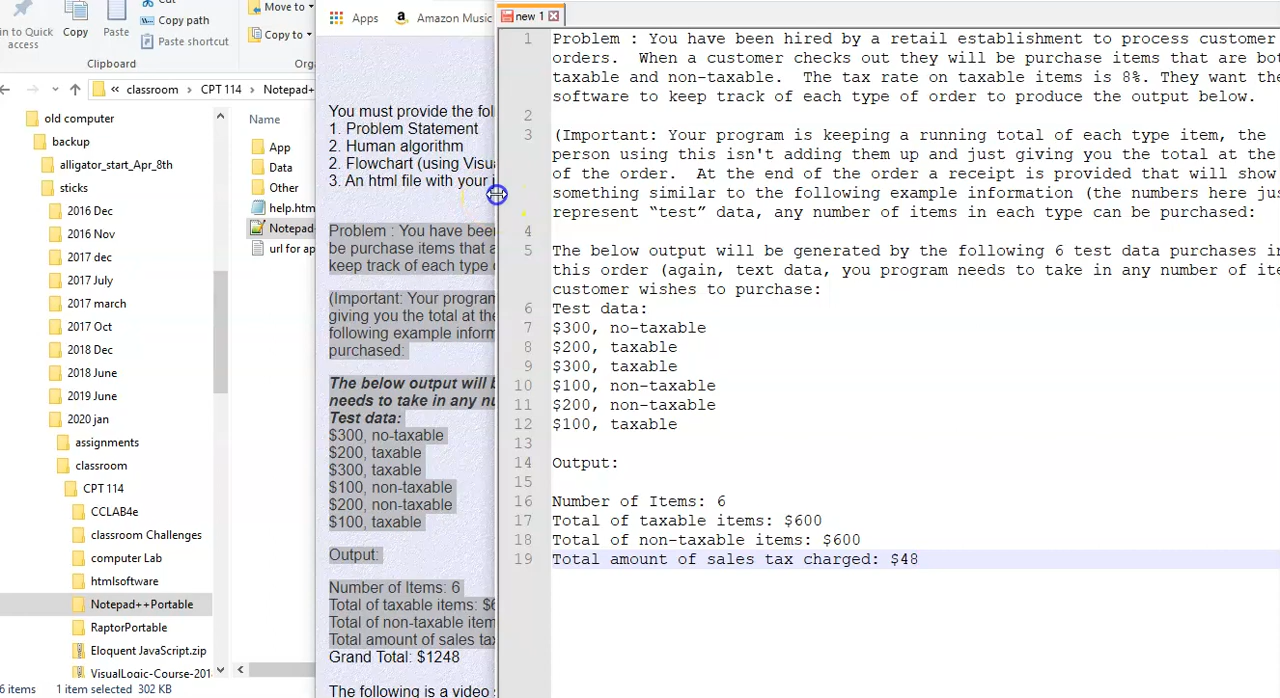 in to Quick
access
Copy
Paste
Cut
Copy path
Paste shortcut
Clipboard
Move to
Copy to
classroom
CPT 114
Notepad+
old computer
backup
alligator_start_Apr_8th
sticks
2016 Dec
2016 Nov
2017 dec
2017 July
2017 march
2017 Oct
2018 Dec
2018 June
2019 June
2020 jan
assignments
classroom
CPT 114
CCLAB4e
classroom Challenges
computer Lab
htmlsoftware
Notepad++Portable
RaptorPortable
Eloquent JavaScript.zip
VisualLogic-Course-201
6 items 1 item selected 302 KB
Name
App
Data
Other
help.htm
Notepad
url for ap
Apps
Amazon Music
You must provide the fol
1. Problem Statement
2. Human algorithm
2. Flowchart (using Visu
3. An html file with your
Problem : You have been
be purchase items that a
keep track of each type
(Important: Your program
giving you the total at the
following example inform
purchased:
The below output will b
needs to take in any nu
Test data:
$300, no-taxable
$200, taxable
$300, taxable
$100, non-taxable
$200, non-taxable
$100, taxable
Output:
Number of Items: 6
Total of taxable items: $6
Total of non-taxable item
Total amount of sales tax
Grand Total: $1248
The following is a video
new 1
1 Problem : You have been hired by a retail establishment to process customer
orders. When a customer checks out they will be purchase items that are bot
taxable and non-taxable. The tax rate on taxable items is 8%. They want the
software to keep track of each type of order to produce the output below.
2
3 (Important: Your program is keeping a running total of each type item, the
person using this isn't adding them up and just giving you the total at the
of the order. At the end of the order a receipt is provided that will show
something similar to the following example information (the numbers here jus
represent “test” data, any number of items in each type can be purchased:
4
5 The below output will be generated by the following 6 test data purchases in
this order (again, text data, you program needs to take in any number of ite
customer wishes to purchase:
6 Test data:
7 $300, no-taxable
8 $200, taxable
9 $300, taxable
10 $100, non-taxable
11 $200, non-taxable
12 $100, taxable
13
14 Output:
15
16 Number of Items: 6
17 Total of taxable items: $600
18 Total of non-taxable items: $600
19 Total amount of sales tax charged: $48